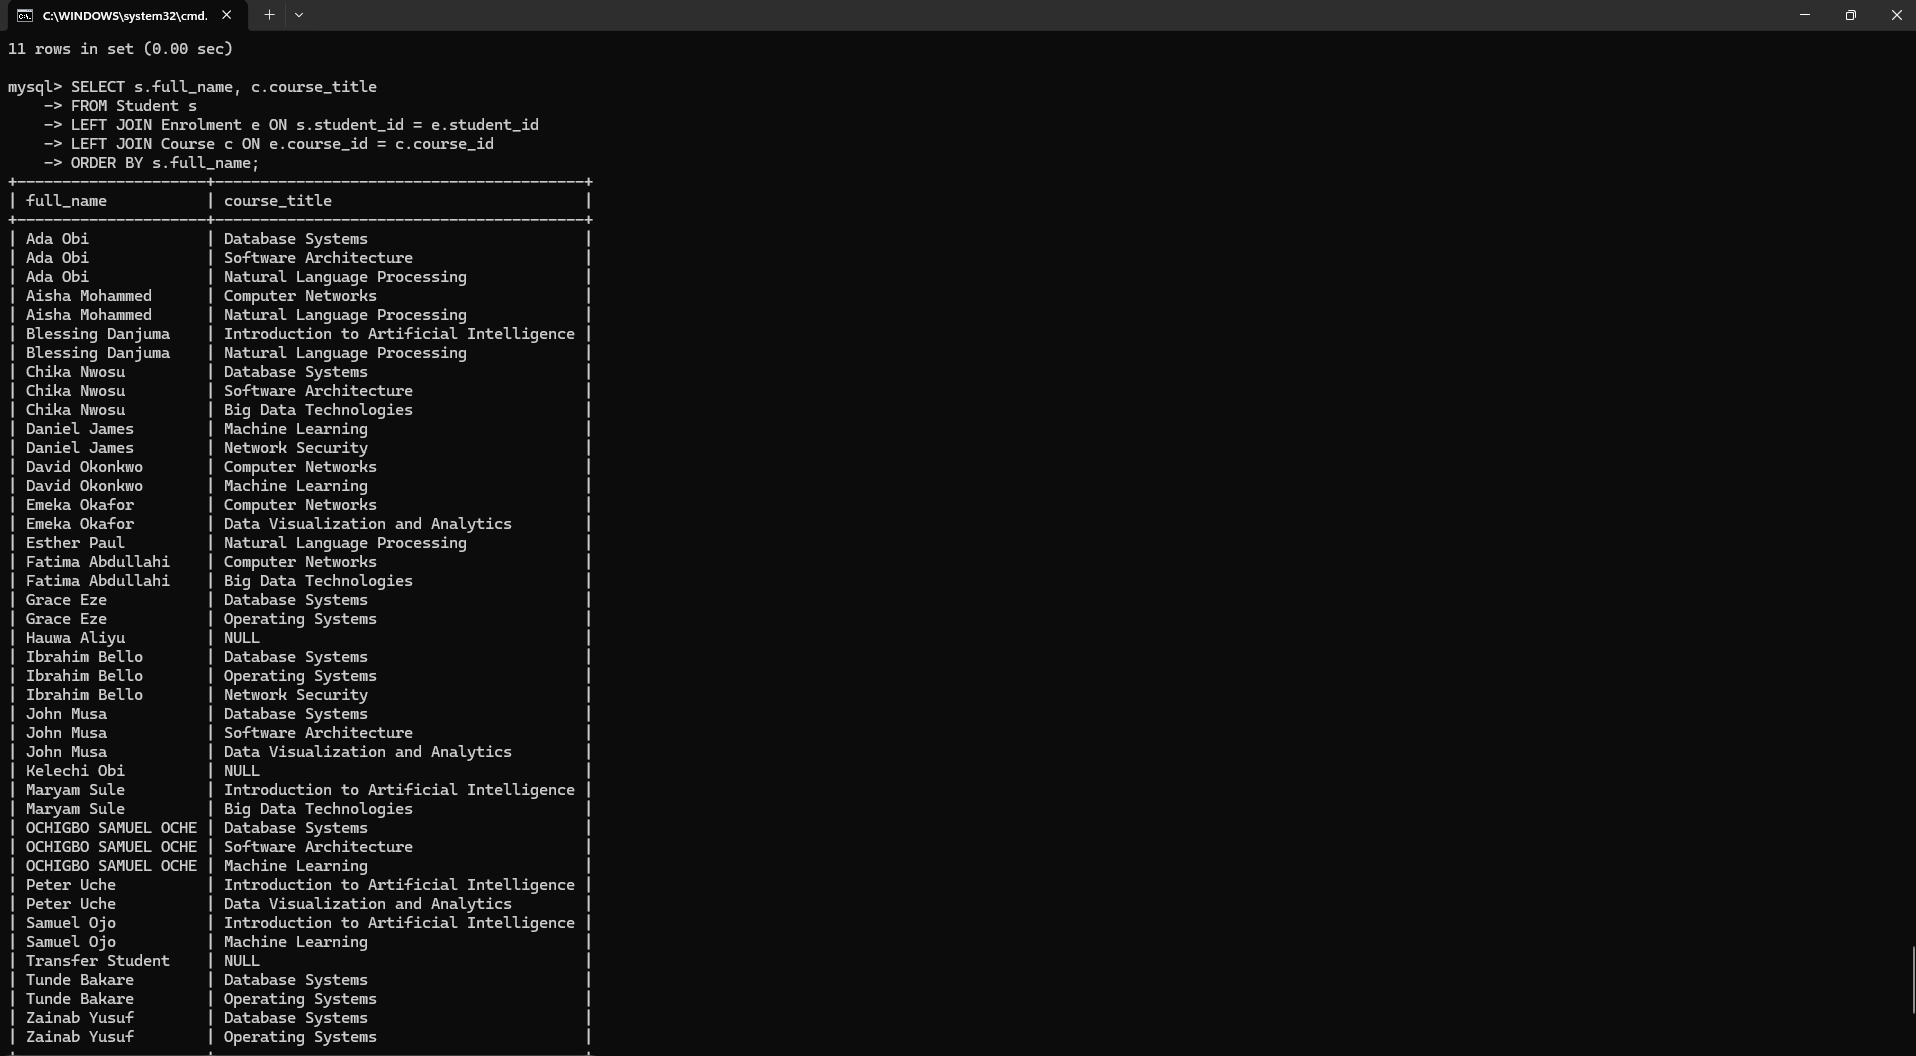 C:\WINDOWS\system32\cmd.
11 rows in set (0.00 sec)
mysql> SELECT s.full_name, c.course_title
    -> FROM Student s
    -> LEFT JOIN Enrolment e ON s.student_id = e.student_id
    -> LEFT JOIN Course c ON e.course_id = c.course_id
    -> ORDER BY s.full_name;
+---------------------+-----------------------------------------+
| full_name           | course_title                            |
+---------------------+-----------------------------------------+
| Ada Obi             | Database Systems                        |
| Ada Obi             | Software Architecture                   |
| Ada Obi             | Natural Language Processing             |
| Aisha Mohammed      | Computer Networks                       |
| Aisha Mohammed      | Natural Language Processing             |
| Blessing Danjuma    | Introduction to Artificial Intelligence |
| Blessing Danjuma    | Natural Language Processing             |
| Chika Nwosu         | Database Systems                        |
| Chika Nwosu         | Software Architecture                   |
| Chika Nwosu         | Big Data Technologies                   |
| Daniel James        | Machine Learning                        |
| Daniel James        | Network Security                        |
| David Okonkwo       | Computer Networks                       |
| David Okonkwo       | Machine Learning                        |
| Emeka Okafor        | Computer Networks                       |
| Emeka Okafor        | Data Visualization and Analytics        |
| Esther Paul         | Natural Language Processing             |
| Fatima Abdullahi    | Computer Networks                       |
| Fatima Abdullahi    | Big Data Technologies                   |
| Grace Eze           | Database Systems                        |
| Grace Eze           | Operating Systems                       |
| Hauwa Aliyu         | NULL                                    |
| Ibrahim Bello       | Database Systems                        |
| Ibrahim Bello       | Operating Systems                       |
| Ibrahim Bello       | Network Security                        |
| John Musa           | Database Systems                        |
| John Musa           | Software Architecture                   |
| John Musa           | Data Visualization and Analytics        |
| Kelechi Obi         | NULL                                    |
| Maryam Sule         | Introduction to Artificial Intelligence |
| Maryam Sule         | Big Data Technologies                   |
| OCHIGBO SAMUEL OCHE | Database Systems                        |
| OCHIGBO SAMUEL OCHE | Software Architecture                   |
| OCHIGBO SAMUEL OCHE | Machine Learning                        |
| Peter Uche          | Introduction to Artificial Intelligence |
| Peter Uche          | Data Visualization and Analytics        |
| Samuel Ojo          | Introduction to Artificial Intelligence |
| Samuel Ojo          | Machine Learning                        |
| Transfer Student    | NULL                                    |
| Tunde Bakare        | Database Systems                        |
| Tunde Bakare        | Operating Systems                       |
| Zainab Yusuf        | Database Systems                        |
| Zainab Yusuf        | Operating Systems                       |